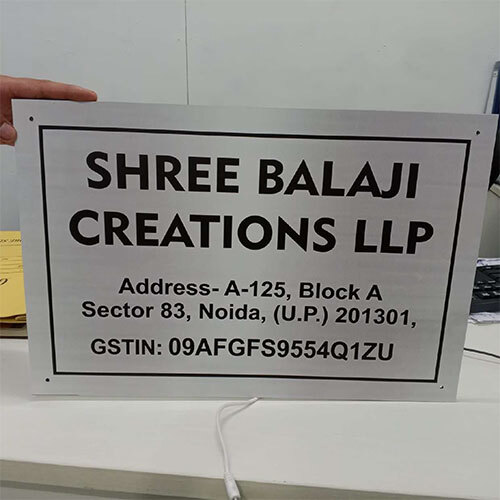 SHREE BALAJI
CREATIONS LLP
Address- A-125, Block A
Sector 83, Noida, (U.P.) 201301,
GSTIN: 09AFGFS9554Q1ZU